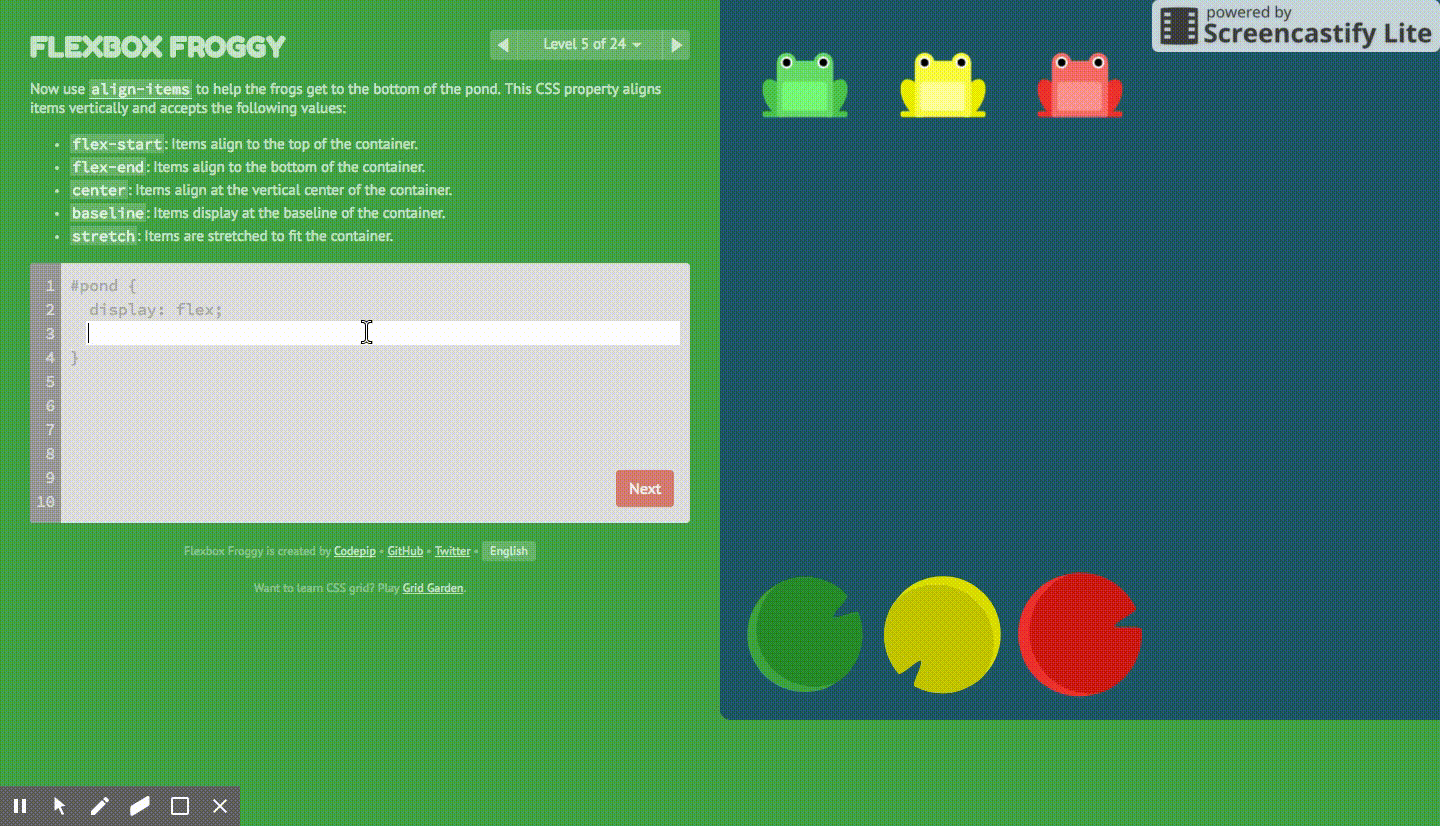 FLEXBOX FROGGY
Level 5 of 24
Now use align-items to help the frogs get to the bottom of the pond. This CSS property aligns
items vertically and accepts the following values:
• flex-start: Items align to the top of the container.
• flex-end: Items align to the bottom of the container.
• center: Items align at the vertical center of the container.
• baseline: Items display at the baseline of the container.
• stretch: Items are stretched to fit the container.
1 #pond {
2 display: flex;
3
4 }
5
6
7
8
9
10
Next
Flexbox Froggy is created by Codepip • GitHub • Twitter • English
Want to learn CSS grid? Play Grid Garden.
powered by
Screencastify Lite